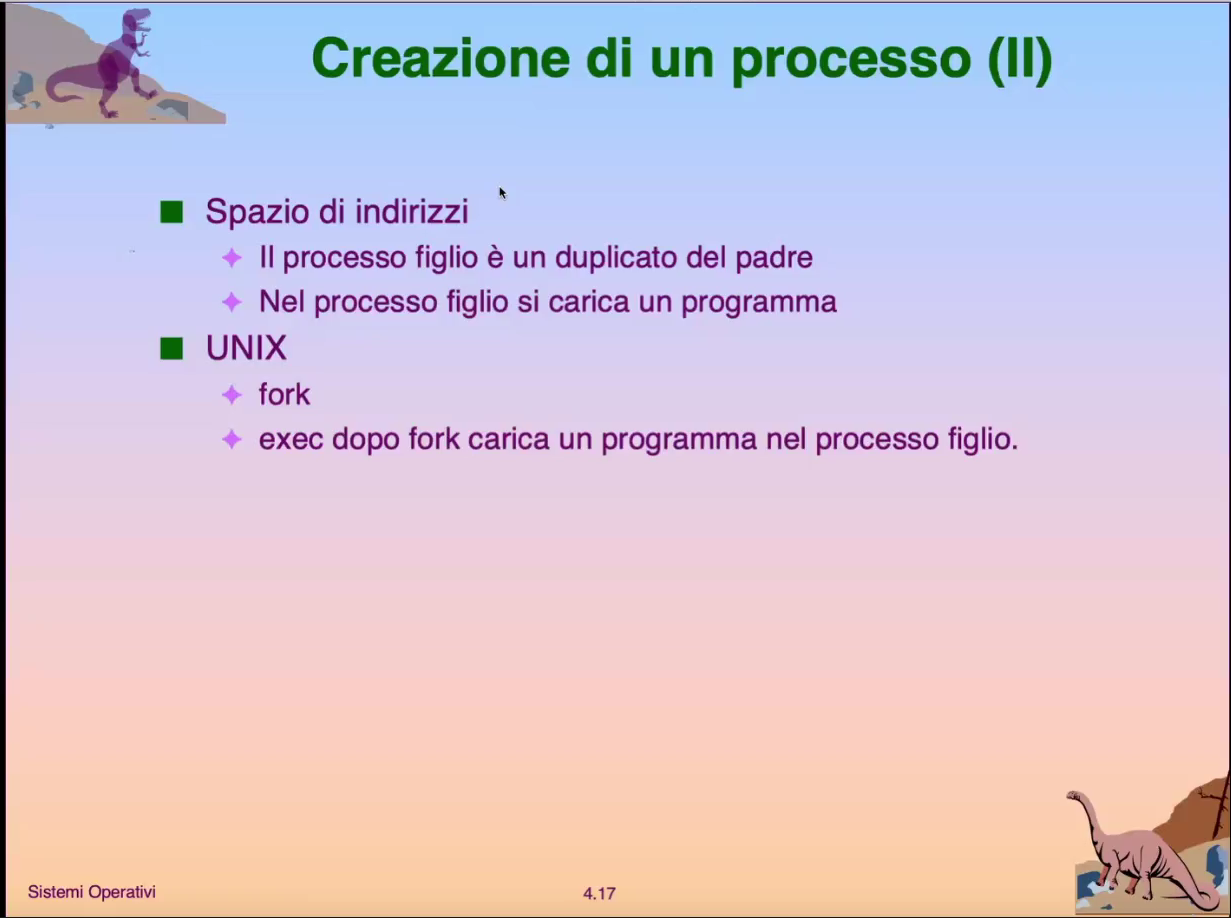 Creazione di un processo (II)
Spazio di indirizzi
Il processo figlio è un duplicato del padre
Nel processo figlio si carica un programma
UNIX
fork
exec dopo fork carica un programma nel processo figlio.
Sistemi Operativi
4.17